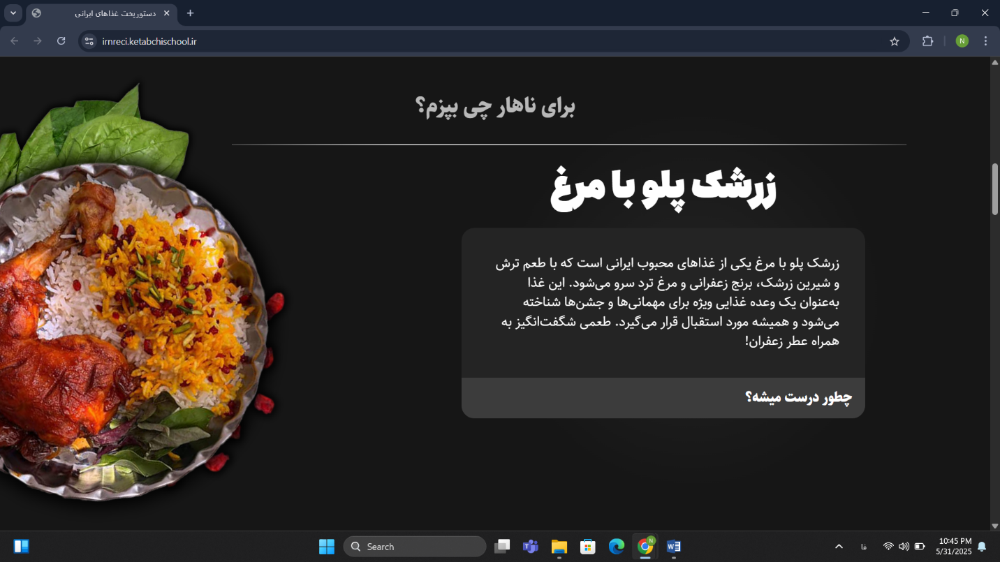 دستورپخت غذاهای ایرانی
irnreci.ketabchischool.ir
N
برای ناهار چی بپزم؟
زرشک پلو با مرغ
زرشک پلو با مرغ یکی از غذاهای محبوب ایرانی است که با طعم ترش
و شیرین زرشک، برنج زعفرانی و مرغ ترد سرو می‌شود. این غذا
به‌عنوان یک وعده غذایی ویژه برای مهمانی‌ها و جشن‌ها شناخته
می‌شود و همیشه مورد استقبال قرار می‌گیرد. طعمی شگفت‌انگیز به
همراه عطر زعفران!
چطور درست میشه؟
Search
N
فا
10:45 PM
5/31/2025